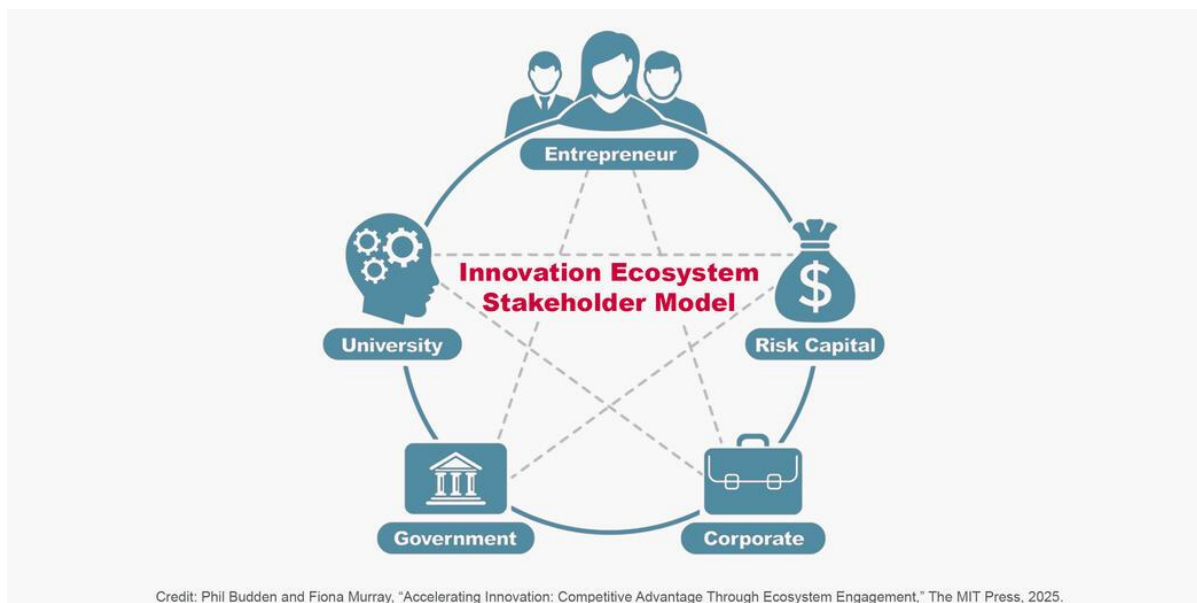 Entrepreneur
Innovation Ecosystem
Stakeholder Model
$
University
Risk Capital
Government
Corporate
Credit: Phil Budden and Fiona Murray, “Accelerating Innovation: Competitive Advantage Through Ecosystem Engagement,” The MIT Press, 2025.